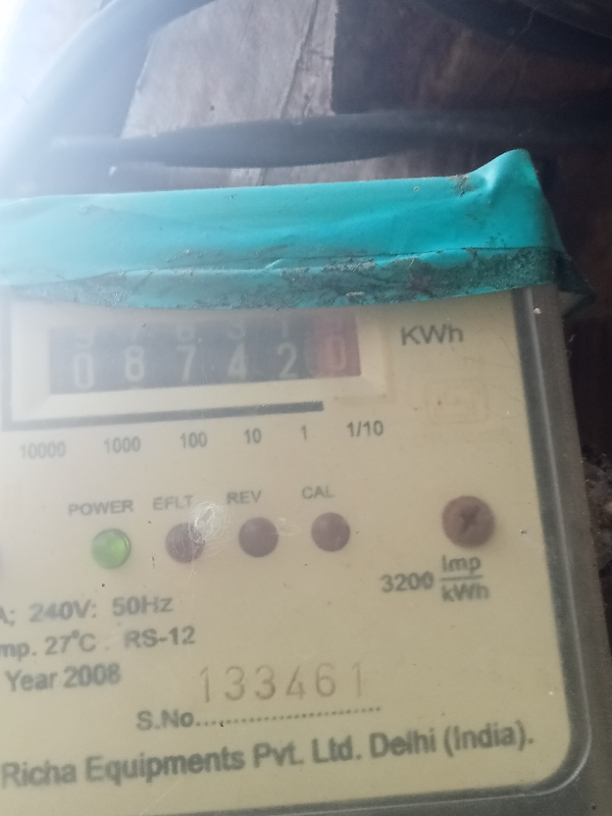 087420 KWh
10000 1000 100 10 1 1/10
POWER EFLT REV CAL
3200 Imp/kWh
A; 240V: 50Hz
mp. 27°C . RS-12
Year 2008
S.No. 133461
Richa Equipments Pvt. Ltd. Delhi (India).